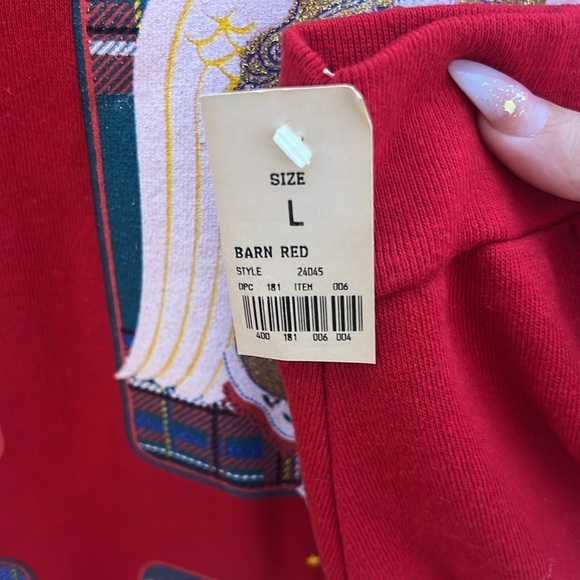 SIZE
L
BARN RED
STYLE 24045
DPC 181 ITEM 006
400 181 006 004